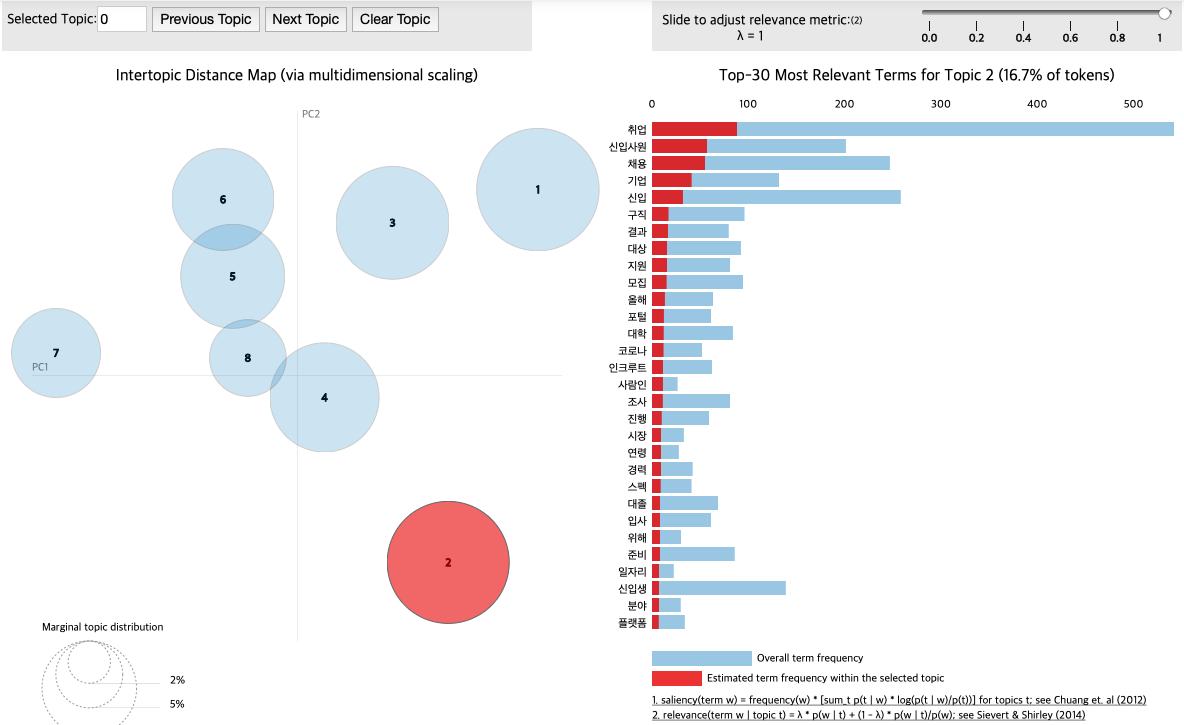 Selected Topic: 0 Previous Topic Next Topic Clear Topic
Slide to adjust relevance metric:(2)
λ = 1
0.0 0.2 0.4 0.6 0.8 1
Intertopic Distance Map (via multidimensional scaling)
PC2
PC1
6
3
1
5
7
8
4
2
Marginal topic distribution
2%
5%
Top-30 Most Relevant Terms for Topic 2 (16.7% of tokens)
0 100 200 300 400 500
취업
신입사원
채용
기업
신입
구직
결과
대상
지원
모집
올해
포털
대학
코로나
인크루트
사람인
조사
진행
시장
연령
경력
스펙
대졸
입사
위해
준비
일자리
신입생
분야
플랫폼
Overall term frequency
Estimated term frequency within the selected topic
1. saliency(term w) = frequency(w) * [sum_t p(t | w) * log(p(t | w)/p(t))] for topics t; see Chuang et. al (2012)
2. relevance(term w | topic t) = λ * p(w | t) + (1 - λ) * p(w | t)/p(w); see Sievert & Shirley (2014)